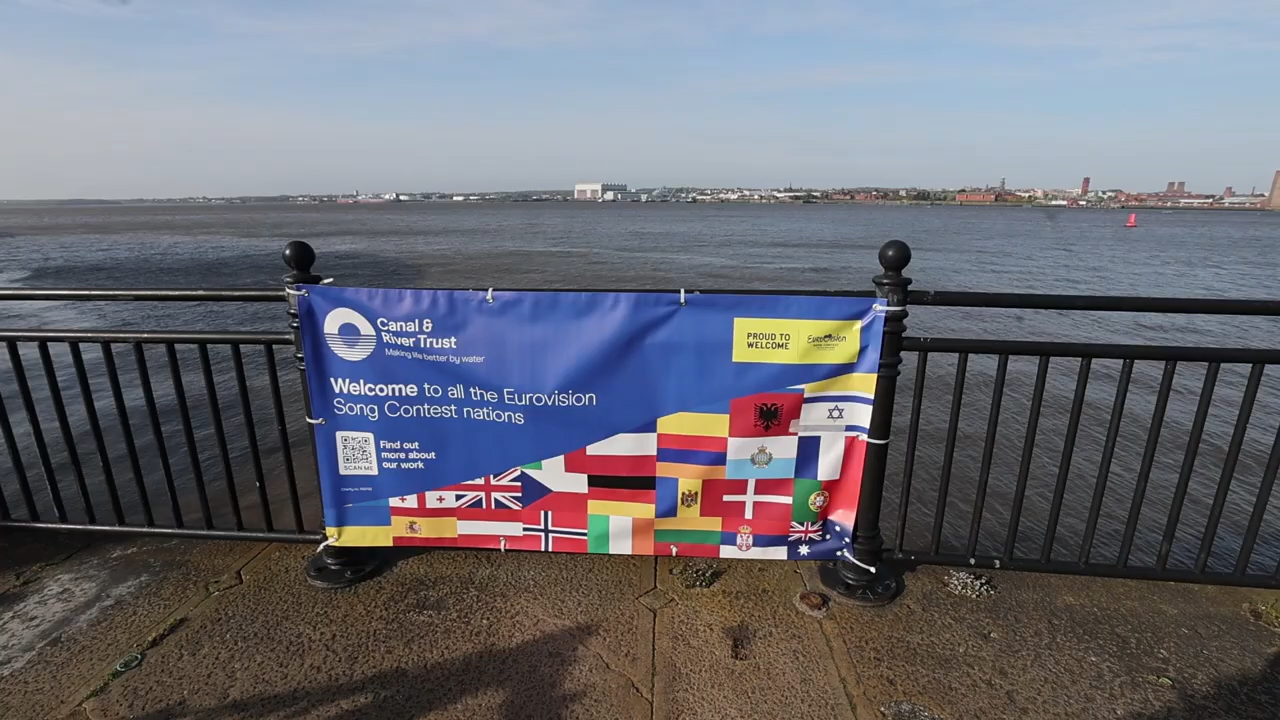 Canal &
River Trust
Making life better by water
PROUD TO
WELCOME
Eurovision
Welcome to all the Eurovision
Song Contest nations
SCAN ME
Find out
more about
our work